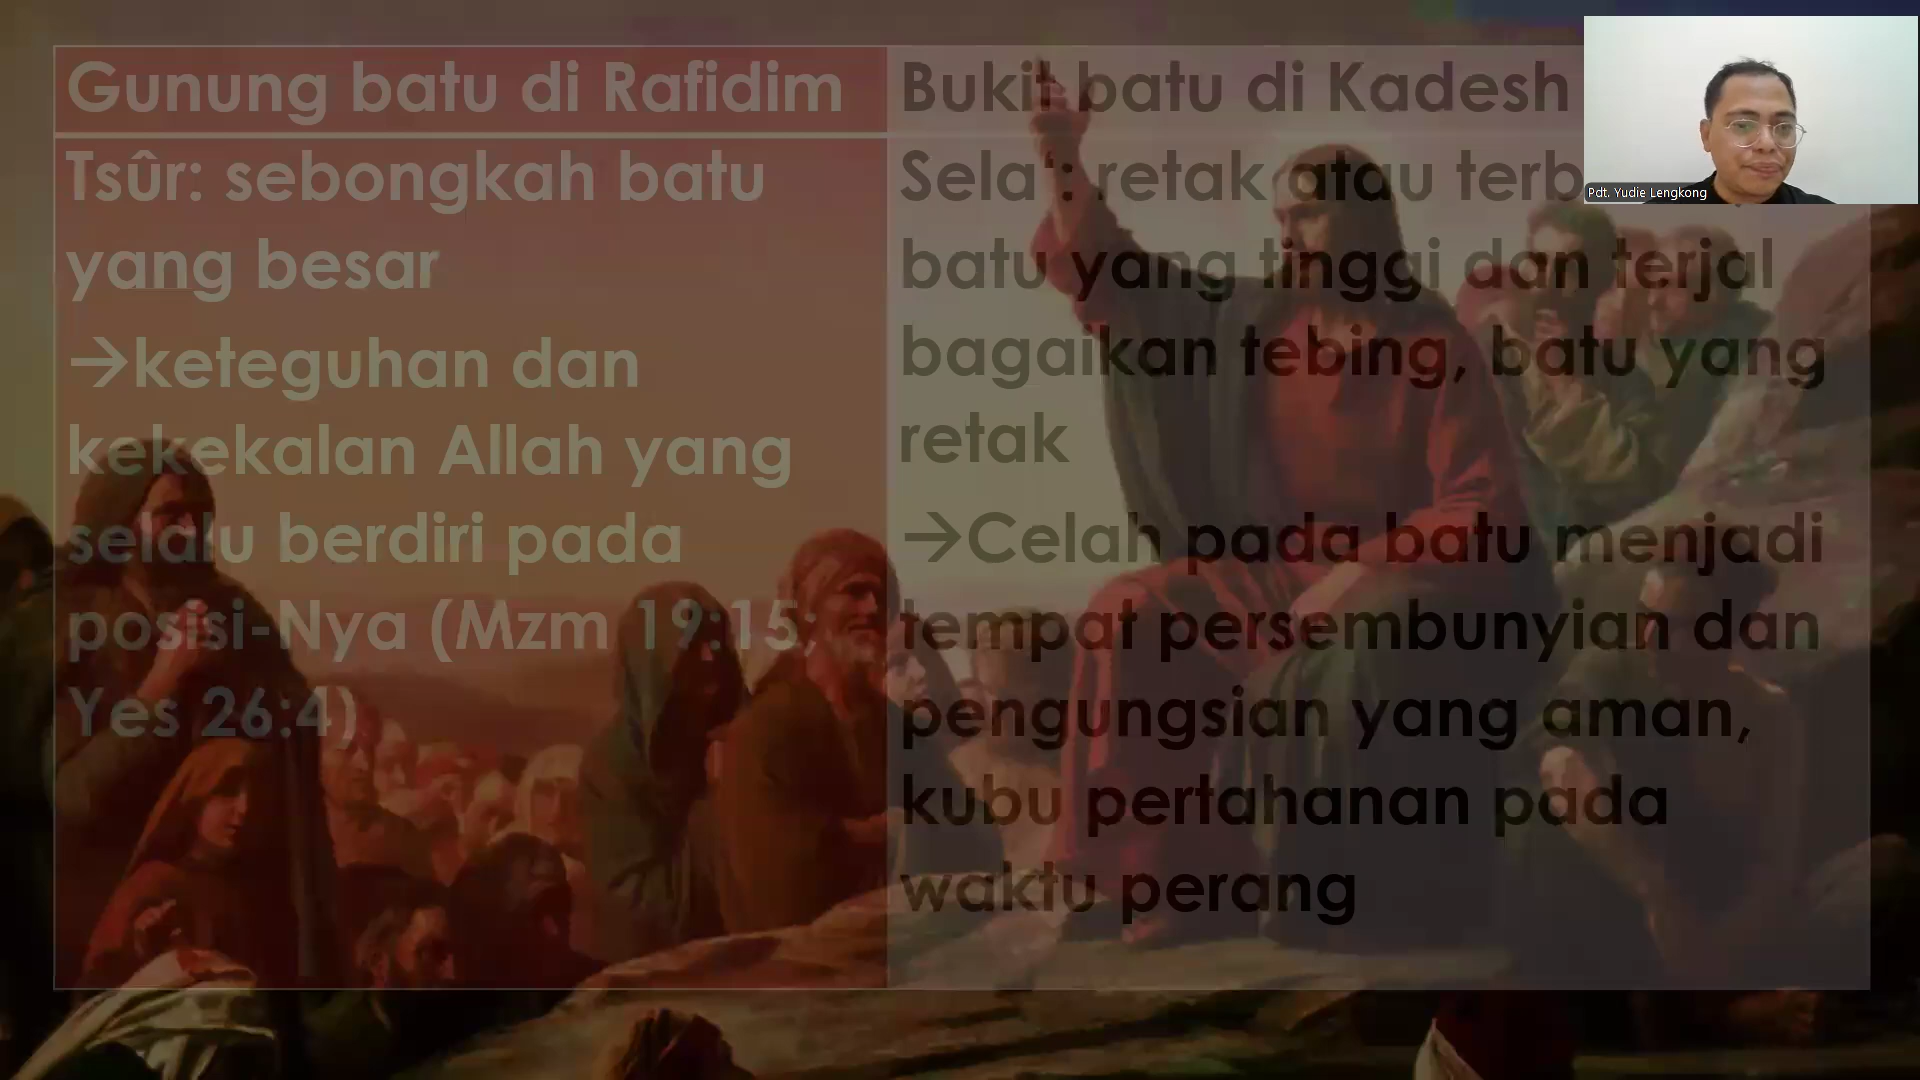 Gunung batu di Rafidim
Tsûr: sebongkah batu
yang besar
→keteguhan dan
kekekalan Allah yang
selalu berdiri pada
posisi-Nya (Mzm 19:15;
Yes 26:4)
Bukit batu di Kadesh
Sela‘: retak atau
batu yang tinggi dan terjal
bagaikan tebing, batu yang
retak
→Celah pada batu menjadi
tempat persembunyian dan
pengungsian yang aman,
kubu pertahanan pada
waktu perang
Pdt. Yudie Lengkong